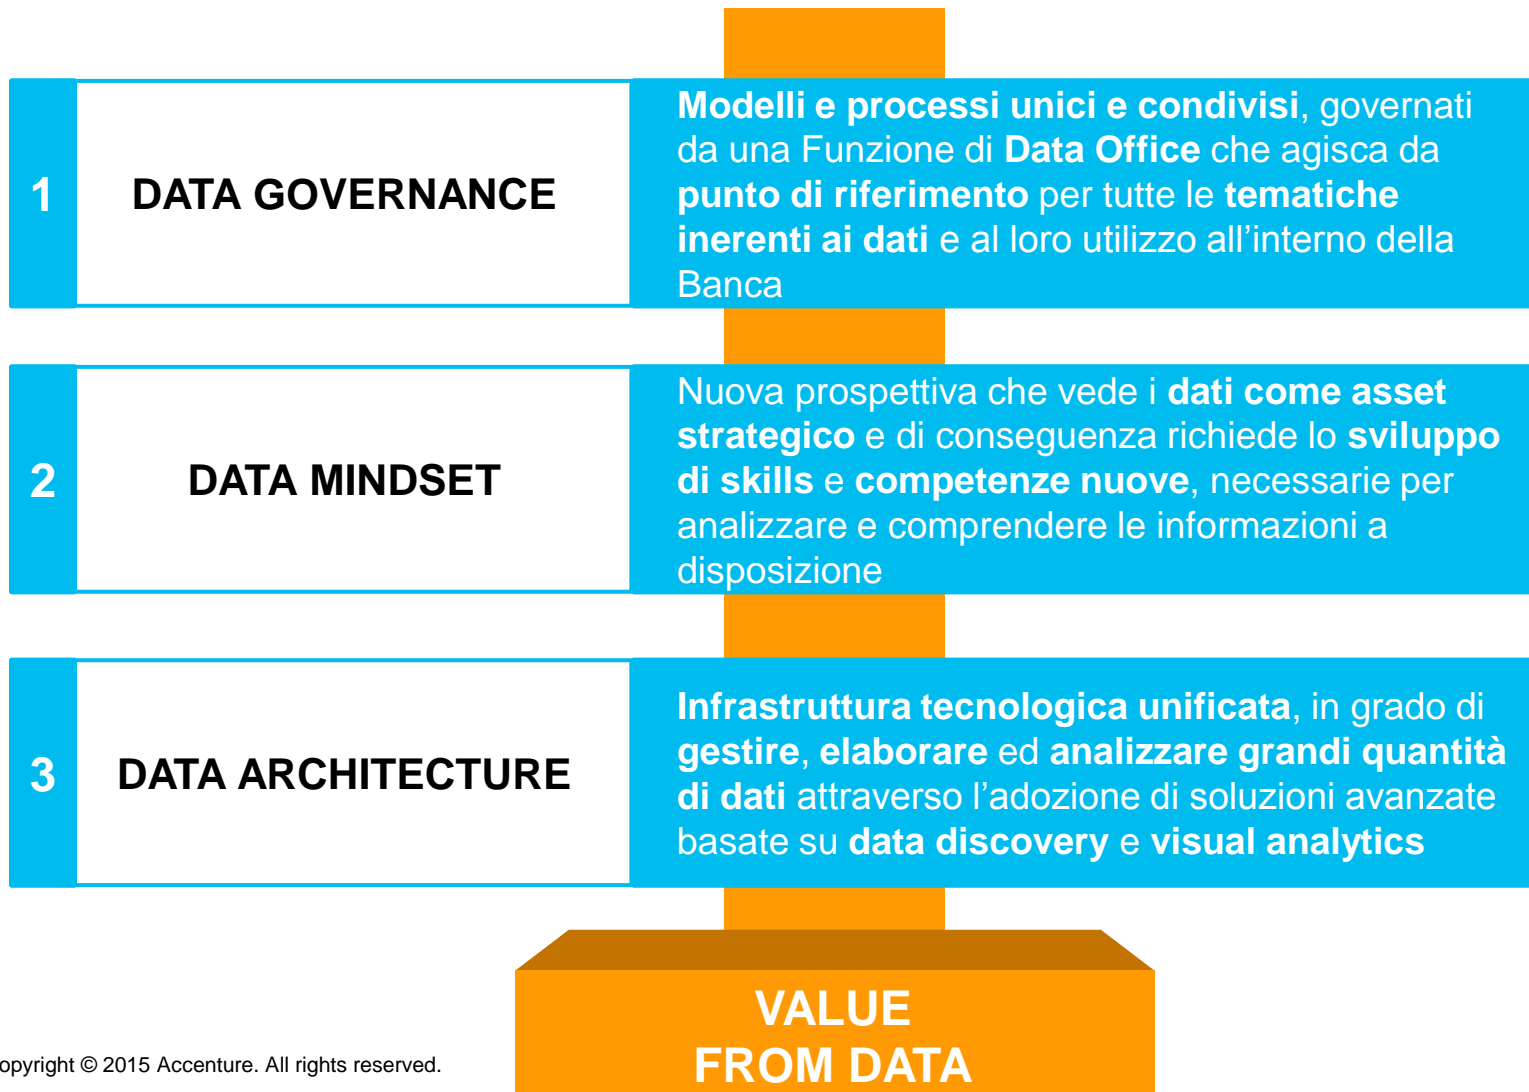 1
DATA GOVERNANCE
Modelli e processi unici e condivisi, governati
da una Funzione di Data Office che agisca da
punto di riferimento per tutte le tematiche
inerenti ai dati e al loro utilizzo all’interno della
Banca
2
DATA MINDSET
Nuova prospettiva che vede i dati come asset
strategico e di conseguenza richiede lo sviluppo
di skills e competenze nuove, necessarie per
analizzare e comprendere le informazioni a
disposizione
3
DATA ARCHITECTURE
Infrastruttura tecnologica unificata, in grado di
gestire, elaborare ed analizzare grandi quantità
di dati attraverso l’adozione di soluzioni avanzate
basate su data discovery e visual analytics
VALUE
FROM DATA
opyright © 2015 Accenture. All rights reserved.